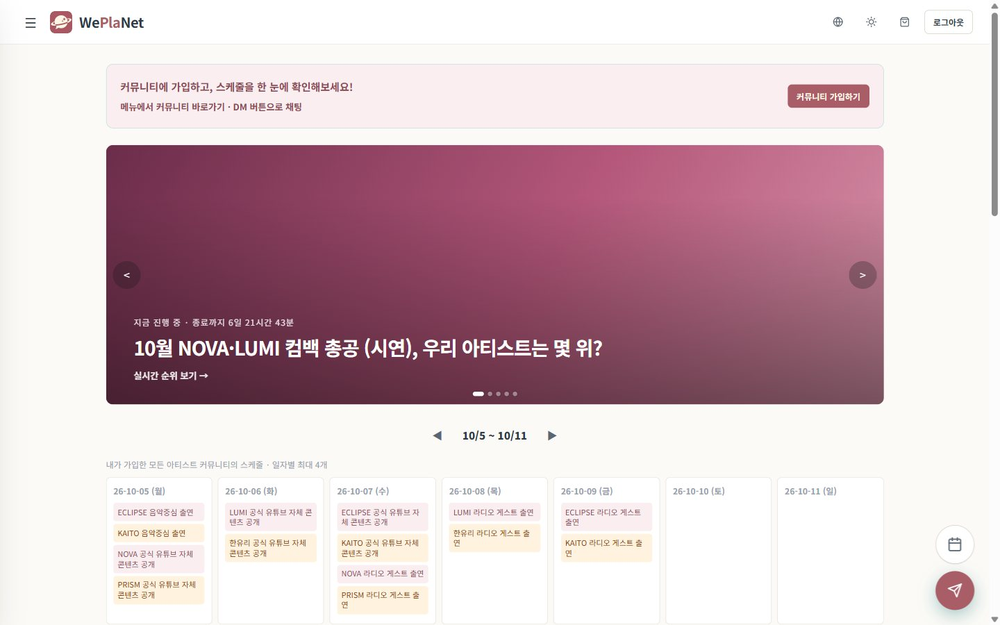 WePlaNet
로그아웃
커뮤니티에 가입하고, 스케줄을 한 눈에 확인해보세요!
메뉴에서 커뮤니티 바로가기 · DM 버튼으로 채팅
커뮤니티 가입하기
<
>
지금 진행 중 · 종료까지 6일 21시간 43분
10월 NOVA·LUMI 컴백 총공 (시연), 우리 아티스트는 몇 위?
실시간 순위 보기 →
◀ 10/5 ~ 10/11 ▶
내가 가입한 모든 아티스트 커뮤니티의 스케줄 · 일자별 최대 4개
26-10-05 (월)
ECLIPSE 음악중심 출연
KAITO 음악중심 출연
NOVA 공식 유튜브 자체
콘텐츠 공개
PRISM 공식 유튜브 자체
콘텐츠 공개
26-10-06 (화)
LUMI 공식 유튜브 자체 콘
텐츠 공개
한유리 공식 유튜브 자체
콘텐츠 공개
26-10-07 (수)
ECLIPSE 공식 유튜브 자
체 콘텐츠 공개
KAITO 공식 유튜브 자체
콘텐츠 공개
NOVA 라디오 게스트 출연
PRISM 라디오 게스트 출
연
26-10-08 (목)
LUMI 라디오 게스트 출연
한유리 라디오 게스트 출
연
26-10-09 (금)
ECLIPSE 라디오 게스트
출연
KAITO 라디오 게스트 출
연
26-10-10 (토)
26-10-11 (일)